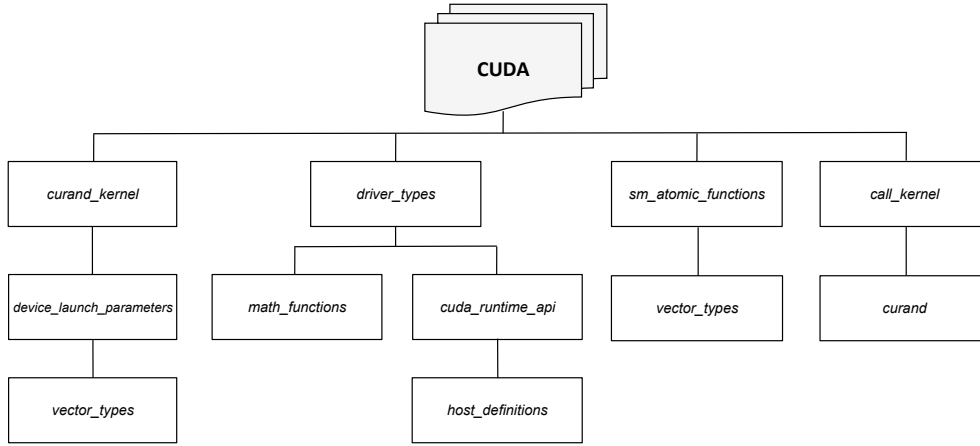 CUDA
curand_kernel
driver_types
sm_atomic_functions
call_kernel
device_launch_parameters
math_functions
cuda_runtime_api
vector_types
curand
vector_types
host_definitions